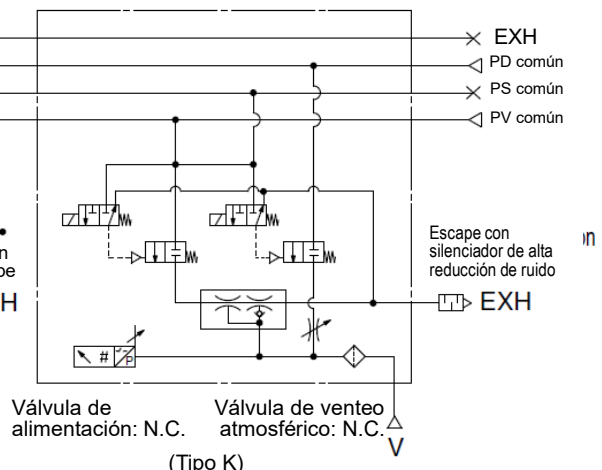 EXH
PD común
PS común
PV común
Escape con
silenciador de alta
reducción de ruido
EXH
H
#
P
Válvula de
alimentación: N.C.
Válvula de venteo
atmosférico: N.C.
V
(Tipo K)